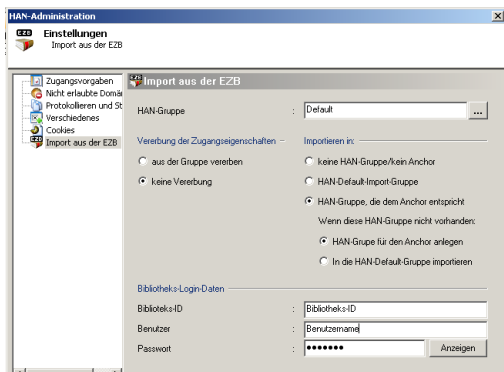 HAN-Administration
EZB
Einstellungen
Import aus der EZB
Zugangsvorgaben
Nicht erlaubte Domä
Protokollieren und St
Verschiedenes
Cookies
Import aus der EZB
Import aus der EZB
HAN-Gruppe : Default ...
Vererbung der Zugangseigenschaften
aus der Gruppe vererben
keine Vererbung
Importieren in:
keine HAN-Gruppe/kein Anchor
HAN-Default-Import-Gruppe
HAN-Gruppe, die dem Anchor entspricht
Wenn diese HAN-Gruppe nicht vorhanden:
HAN-Grupe für den Anchor anlegen
In die HAN-Default-Gruppe importieren
Bibliotheks-Login-Daten
Biblioteks-ID : Bibliotheks-ID
Benutzer : Benutzername
Passwort : ●●●●●●● Anzeigen